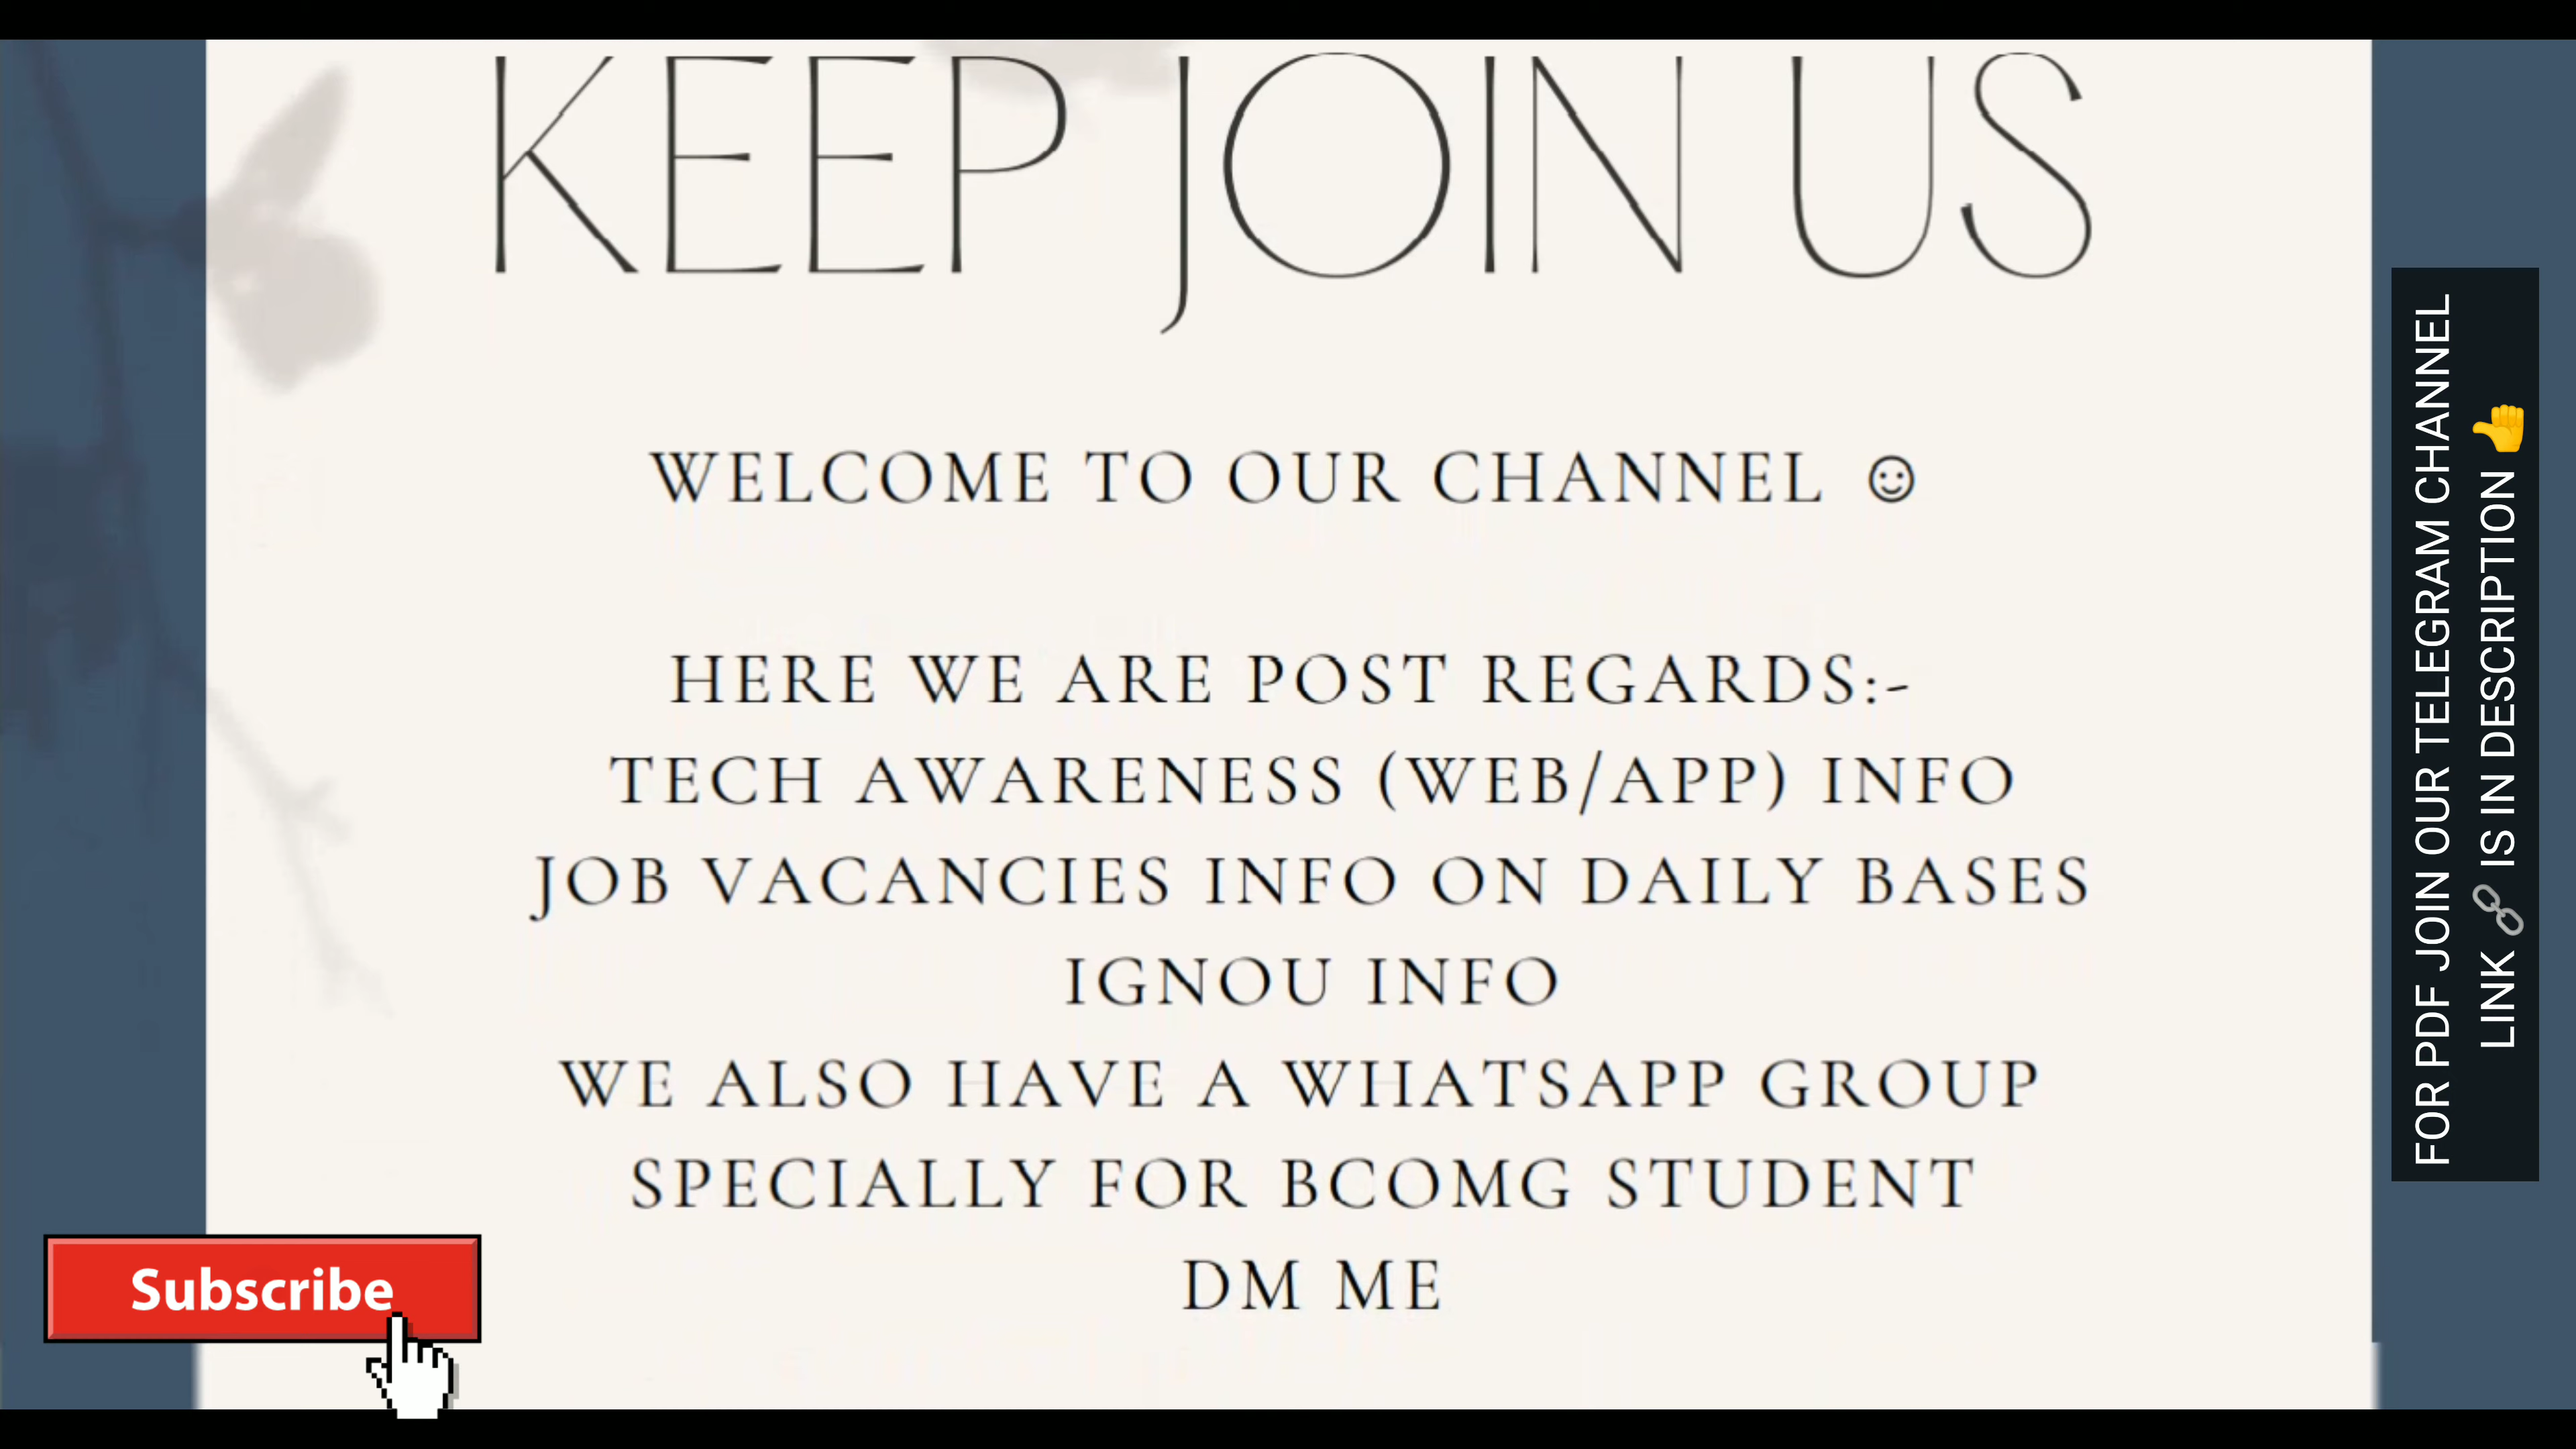 KEEP JOIN US
WELCOME TO OUR CHANNEL ☺
HERE WE ARE POST REGARDS:-
TECH AWARENESS (WEB/APP) INFO
JOB VACANCIES INFO ON DAILY BASES
IGNOU INFO
WE ALSO HAVE A WHATSAPP GROUP
SPECIALLY FOR BCOMG STUDENT
DM ME
Subscribe
FOR PDF JOIN OUR TELEGRAM CHANNEL
LINK 🔗 IS IN DESCRIPTION 👍